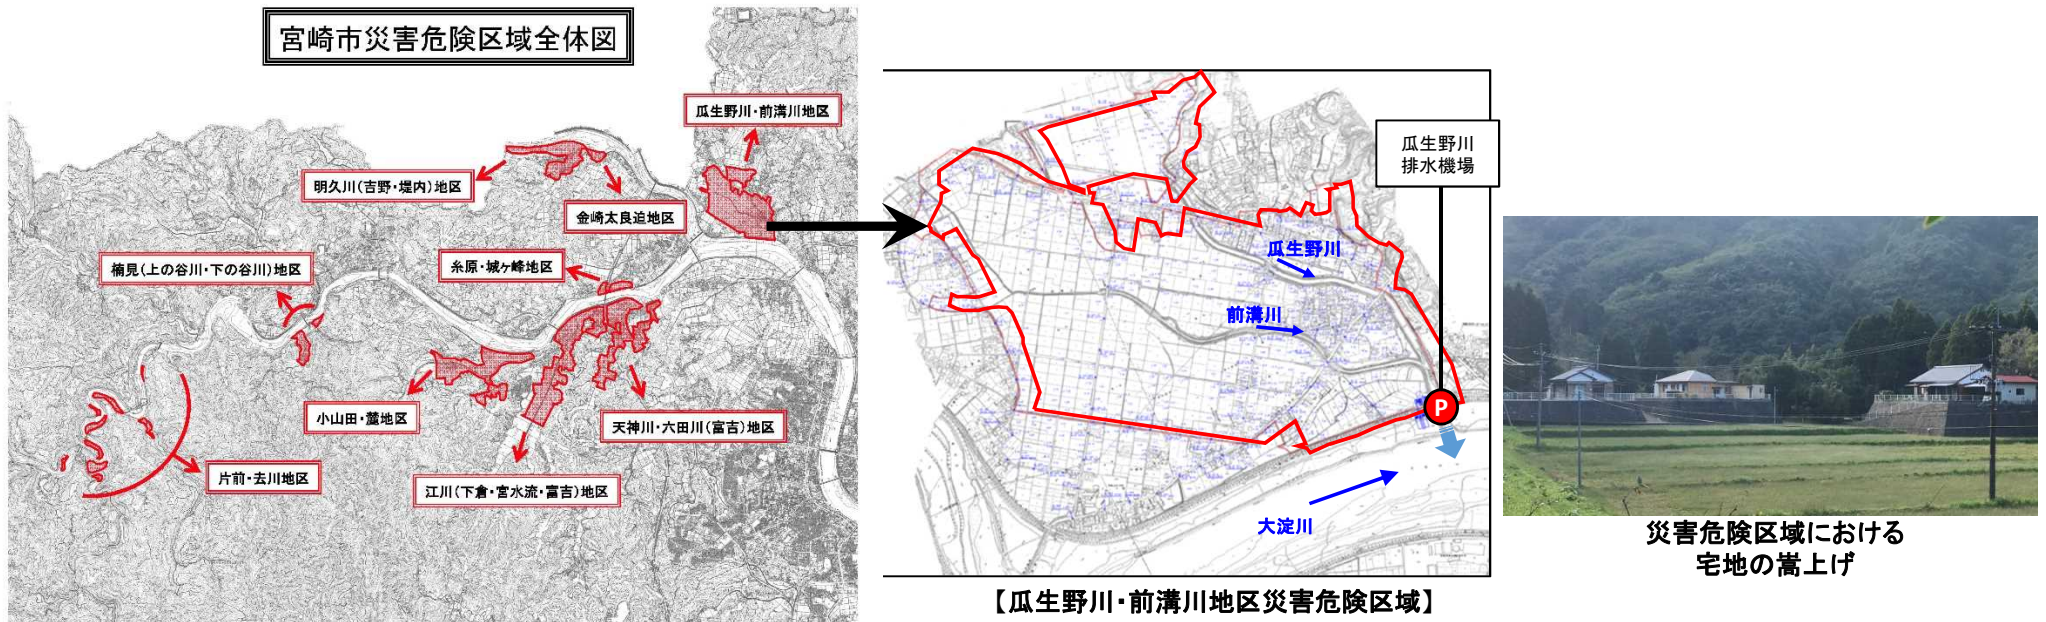 宮崎市災害危険区域全体図
瓜生野川・前溝川地区
明久川(吉野・堤内)地区
金崎太良迫地区
楠見(上の谷川・下の谷川)地区
糸原・城ヶ峰地区
小山田・麓地区
天神川・六田川(富吉)地区
片前・去川地区
江川(下倉・宮水流・富吉)地区
瓜生野川
排水機場
瓜生野川
前溝川
P
大淀川
【瓜生野川・前溝川地区災害危険区域】
災害危険区域における
宅地の嵩上げ